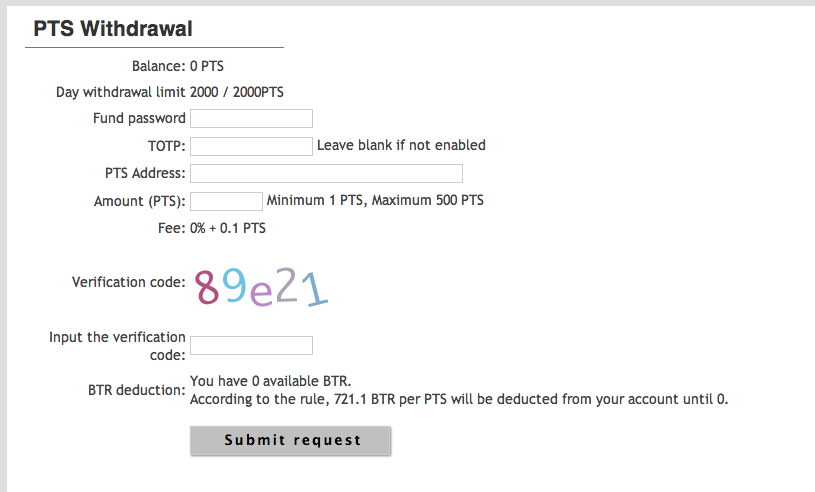 PTS Withdrawal
Balance: 0 PTS
Day withdrawal limit 2000 / 2000PTS
Fund password
TOTP: Leave blank if not enabled
PTS Address:
Amount (PTS): Minimum 1 PTS, Maximum 500 PTS
Fee: 0% + 0.1 PTS
Verification code: 89e21
Input the verification
code:
BTR deduction: You have 0 available BTR.
According to the rule, 721.1 BTR per PTS will be deducted from your account until 0.
Submit request